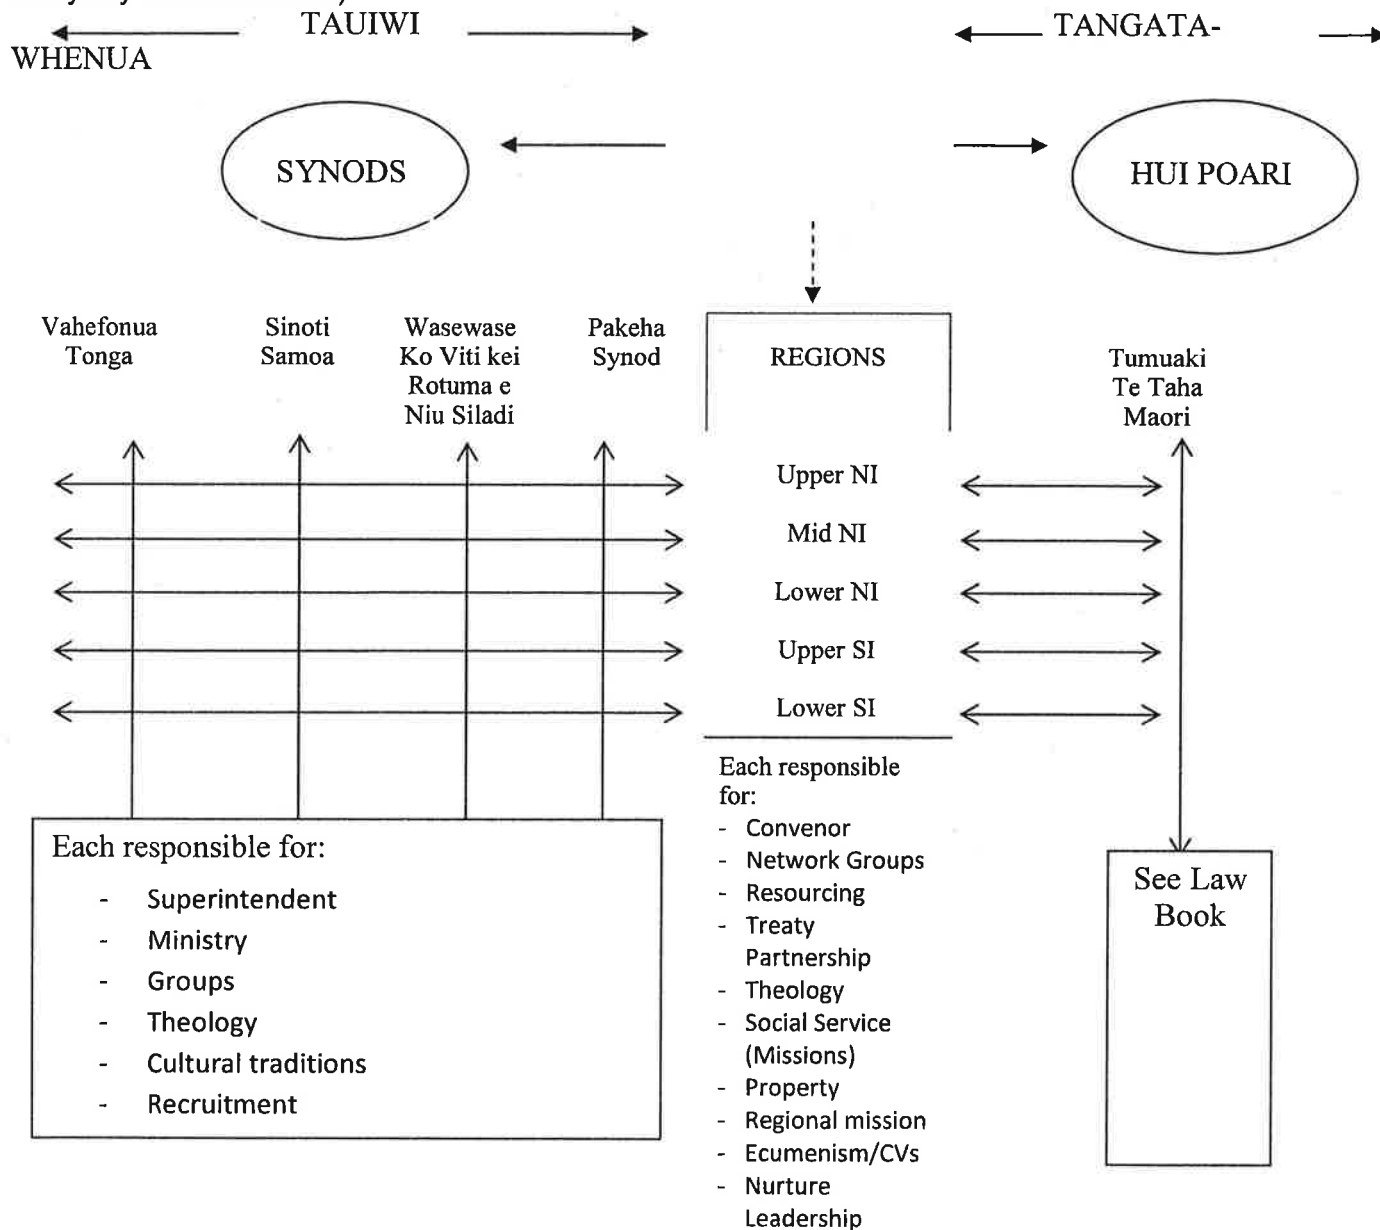 TAUIWI
TANGATA-
WHENUA
SYNODS
HUI POARI
Vahefonua
Tonga
Sinoti
Samoa
Wasewase
Ko Viti kei
Rotuma e
Niu Siladi
Pakeha
Synod
REGIONS
Tumuaki
Te Taha
Maori
Upper NI
Mid NI
Lower NI
Upper SI
Lower SI
Each responsible for:
- Superintendent
- Ministry
- Groups
- Theology
- Cultural traditions
- Recruitment
Each responsible
for:
- Convenor
- Network Groups
- Resourcing
- Treaty
Partnership
- Theology
- Social Service
(Missions)
- Property
- Regional mission
- Ecumenism/CVs
- Nurture
Leadership
See Law
Book